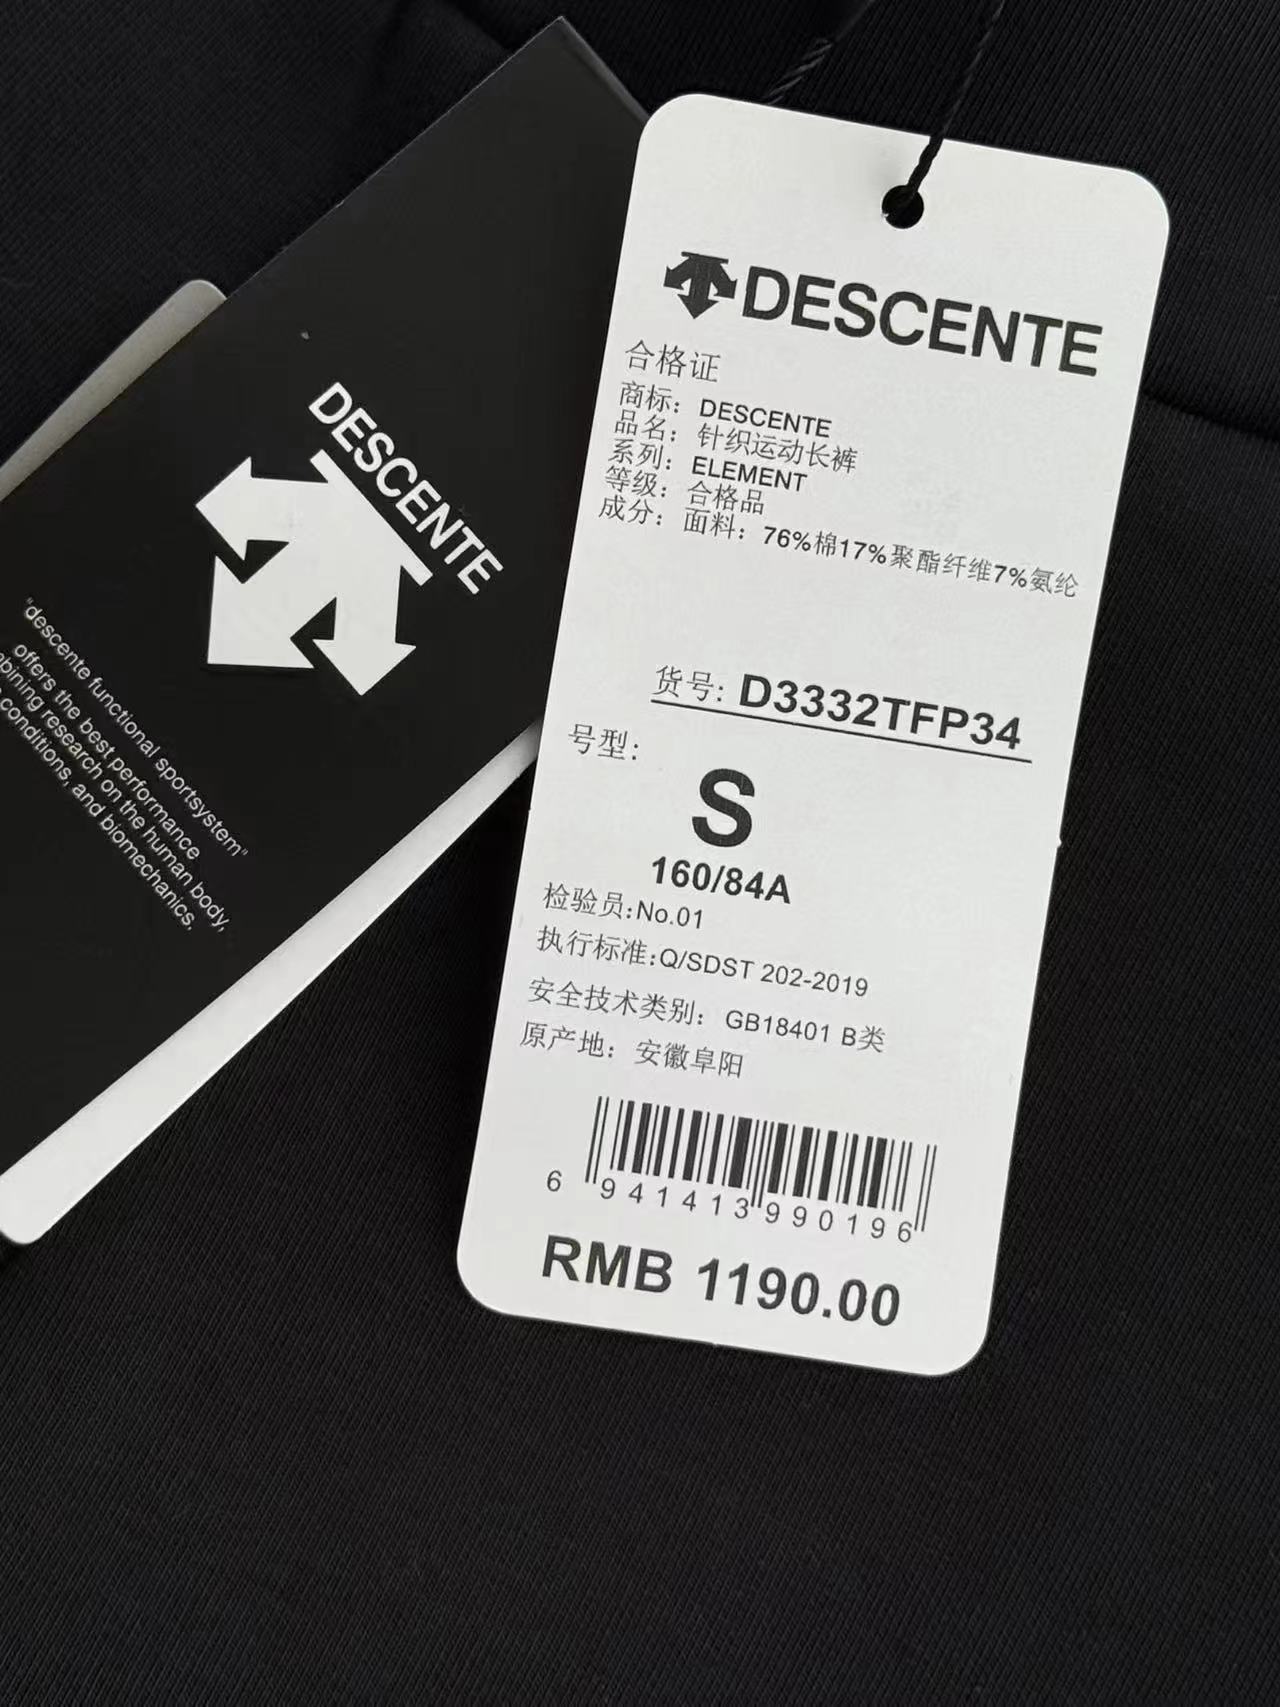 DESCENTE
"descente functional sportsystem"
offers the best performance
research on the human body,
conditions, and biomechanics.
DESCENTE
合格证
商标: DESCENTE
品名: 针织运动长裤
系列: ELEMENT
等级: 合格品
成分: 面料: 76%棉17%聚酯纤维7%氨纶
货号: D3332TFP34
号型:
S
160/84A
检验员:No.01
执行标准:Q/SDST 202-2019
安全技术类别: GB18401 B类
原产地: 安徽阜阳
6 941413 990196
RMB 1190.00